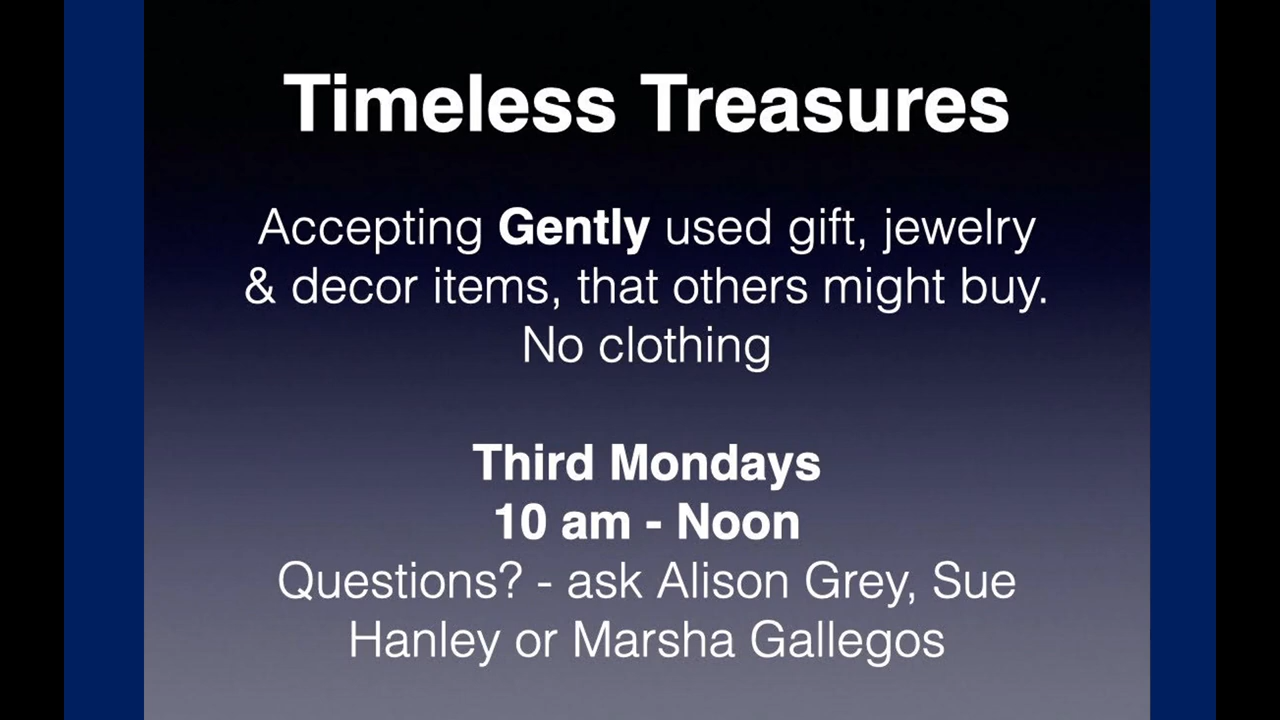 Timeless Treasures
Accepting Gently used gift, jewelry
& decor items, that others might buy.
No clothing
Third Mondays
10 am - Noon
Questions? - ask Alison Grey, Sue
Hanley or Marsha Gallegos